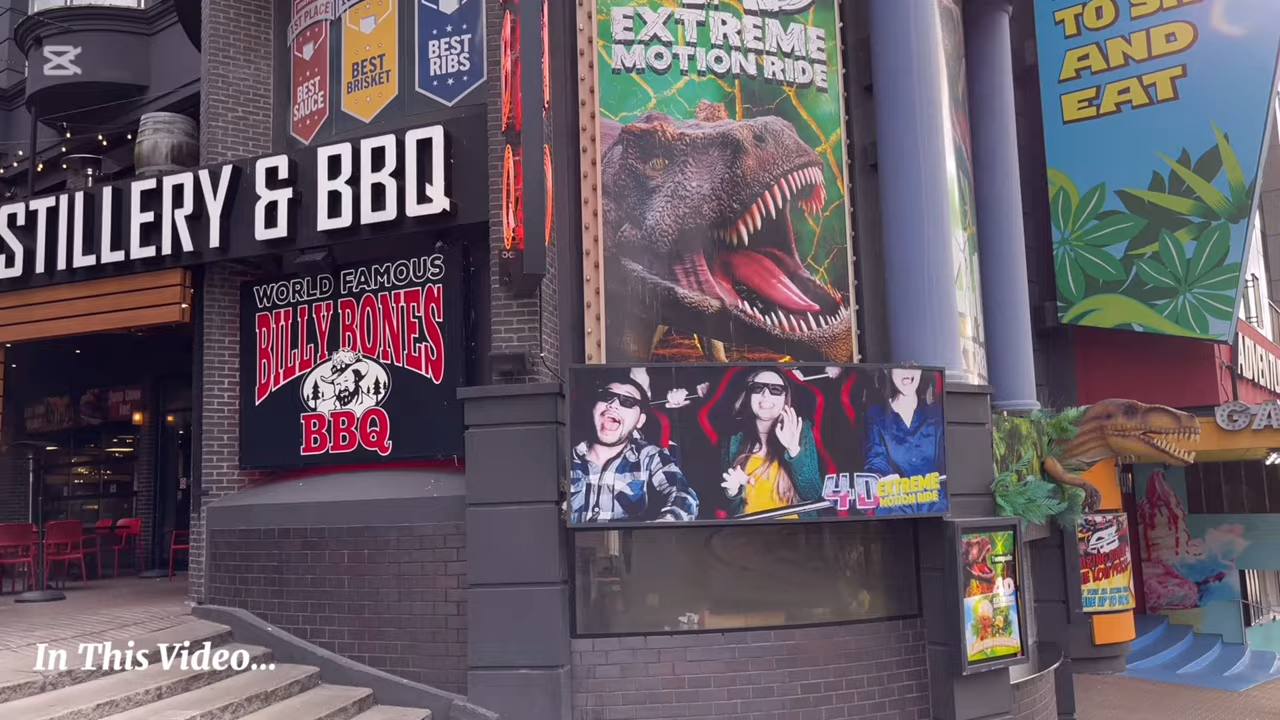 BEST
SAUCE
BEST
BRISKET
BEST
RIBS
STILLERY & BBQ
WORLD FAMOUS
BILLY BONES
BBQ
EXTREME
MOTION RIDE
4D EXTREME
MOTION RIDE
AND
EAT
In This Video...